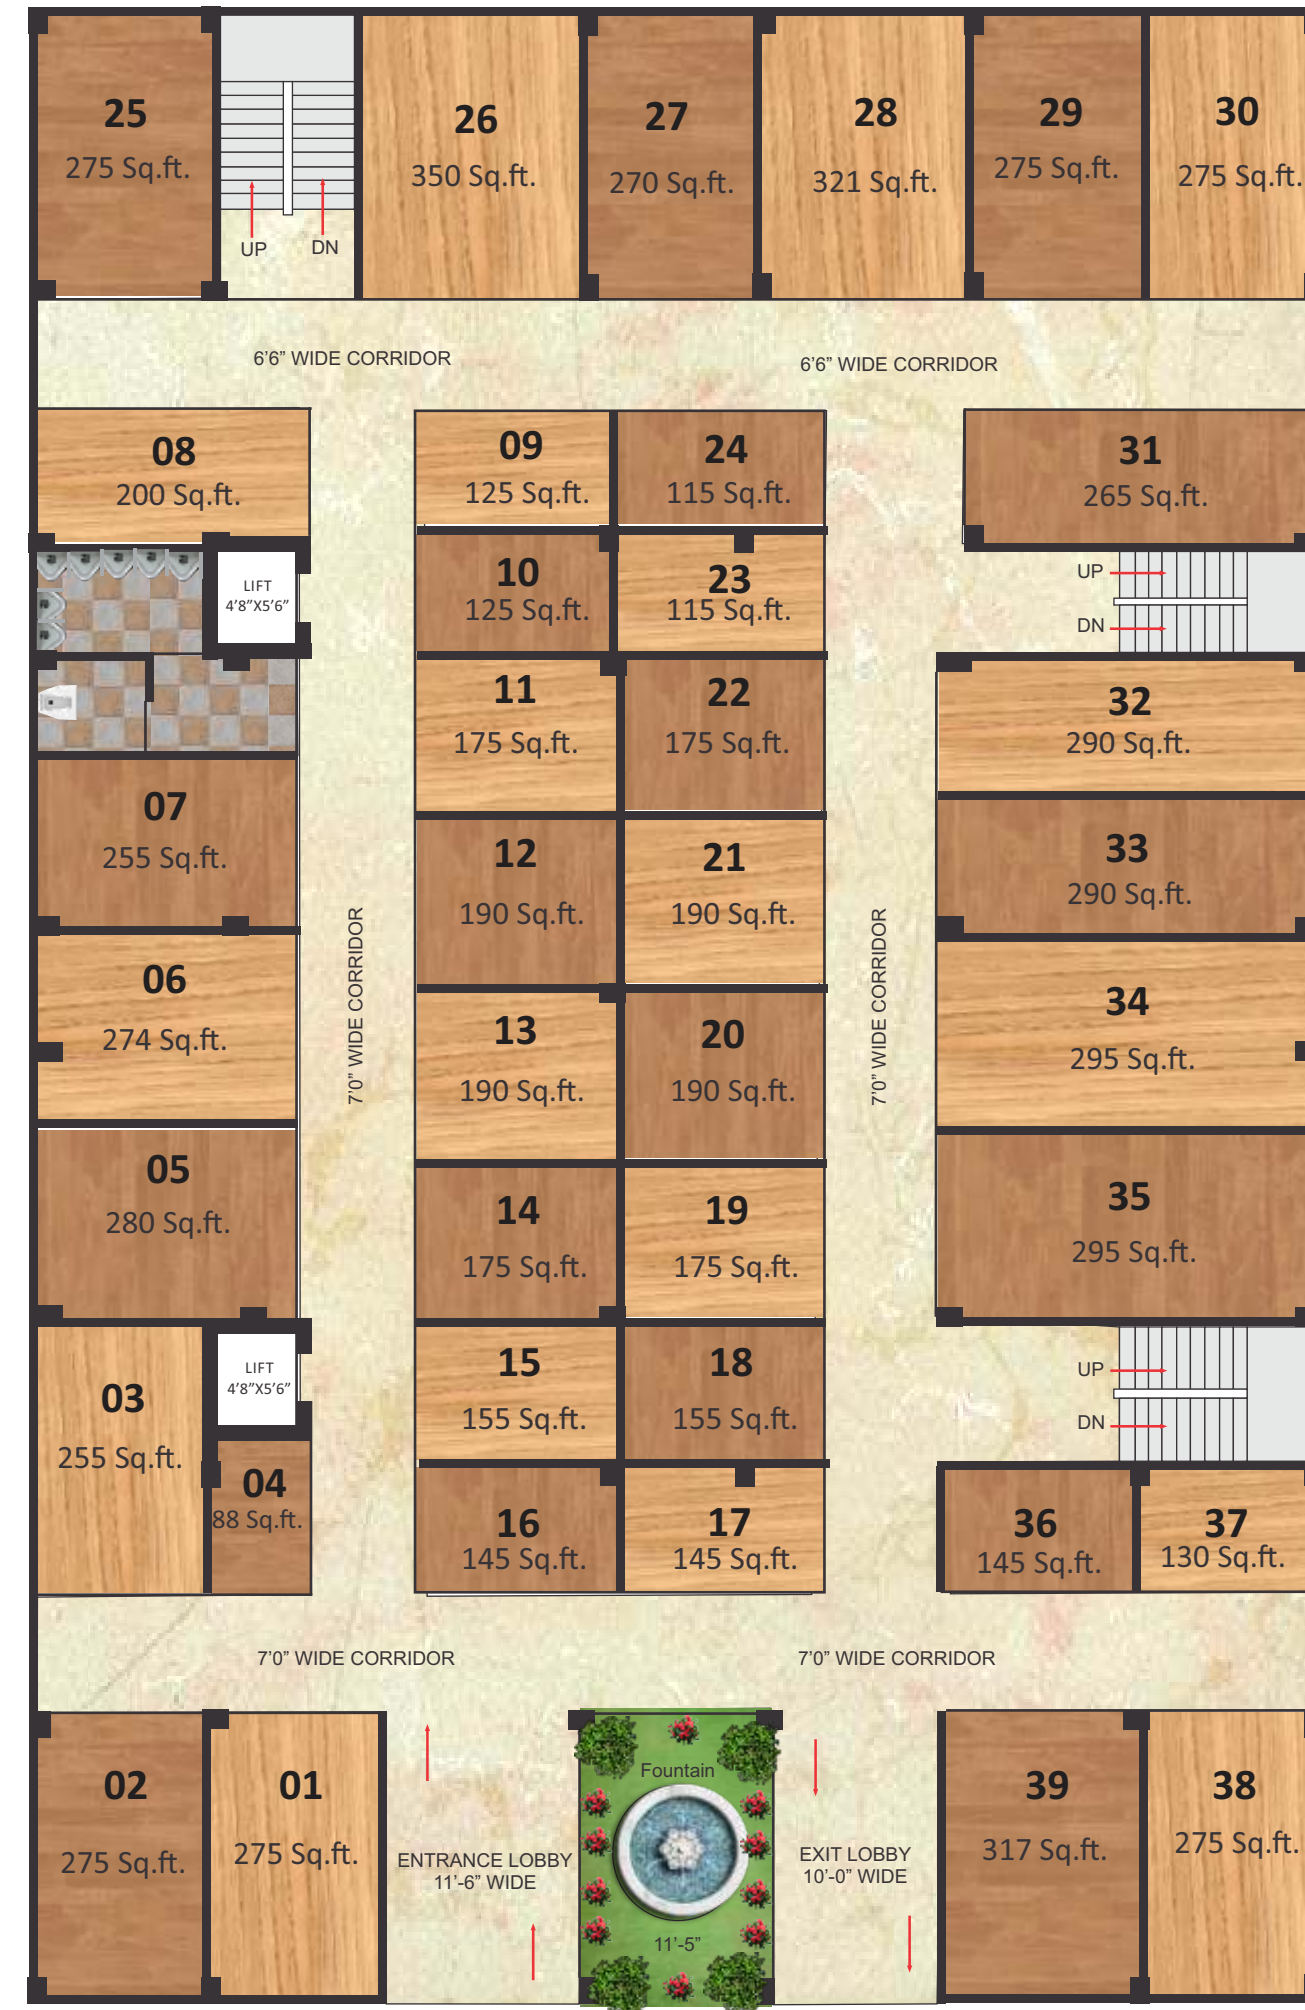 25
275 Sq.ft.
UP
DN
26
350 Sq.ft.
27
270 Sq.ft.
28
321 Sq.ft.
29
275 Sq.ft.
30
275 Sq.ft.
6’6” WIDE CORRIDOR
6’6” WIDE CORRIDOR
08
200 Sq.ft.
LIFT
4’8”X5’6”
07
255 Sq.ft.
06
274 Sq.ft.
05
280 Sq.ft.
03
255 Sq.ft.
LIFT
4’8”X5’6”
04
88 Sq.ft.
7’0” WIDE CORRIDOR
09
125 Sq.ft.
24
115 Sq.ft.
10
125 Sq.ft.
23
115 Sq.ft.
11
175 Sq.ft.
22
175 Sq.ft.
12
190 Sq.ft.
21
190 Sq.ft.
13
190 Sq.ft.
20
190 Sq.ft.
14
175 Sq.ft.
19
175 Sq.ft.
15
155 Sq.ft.
18
155 Sq.ft.
16
145 Sq.ft.
17
145 Sq.ft.
7’0” WIDE CORRIDOR
31
265 Sq.ft.
UP
DN
32
290 Sq.ft.
33
290 Sq.ft.
34
295 Sq.ft.
35
295 Sq.ft.
UP
DN
36
145 Sq.ft.
37
130 Sq.ft.
7’0” WIDE CORRIDOR
7’0” WIDE CORRIDOR
02
275 Sq.ft.
01
275 Sq.ft.
ENTRANCE LOBBY
11’-6” WIDE
Fountain
11’-5”
EXIT LOBBY
10’-0” WIDE
39
317 Sq.ft.
38
275 Sq.ft.